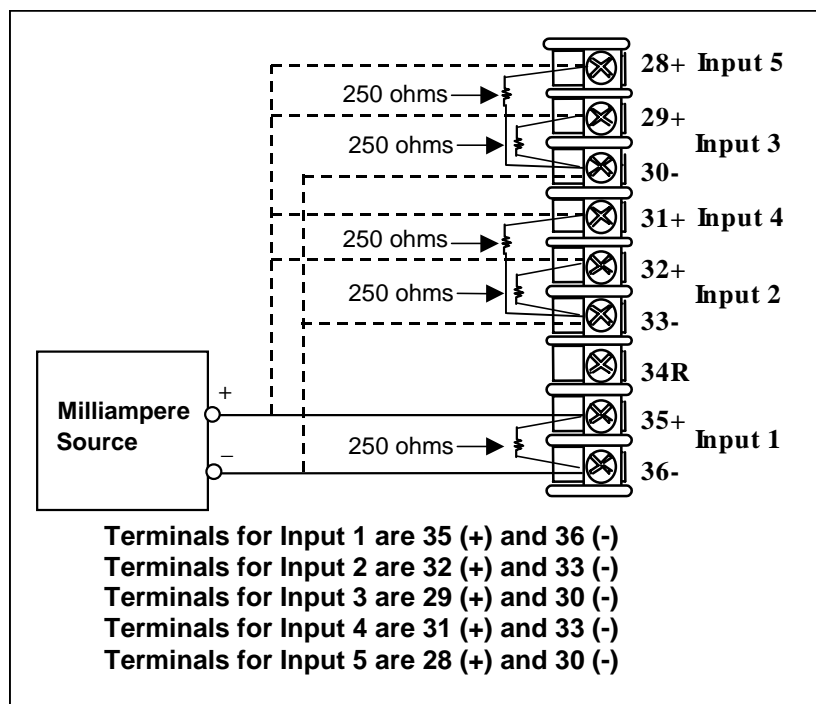 28+ Input 5
250 ohms
29+
250 ohms
Input 3
30-
31+ Input 4
250 ohms
32+
250 ohms
Input 2
33-
34R
+
Milliampere
Source
35+
250 ohms
Input 1
–
36-
Terminals for Input 1 are 35 (+) and 36 (-)
Terminals for Input 2 are 32 (+) and 33 (-)
Terminals for Input 3 are 29 (+) and 30 (-)
Terminals for Input 4 are 31 (+) and 33 (-)
Terminals for Input 5 are 28 (+) and 30 (-)